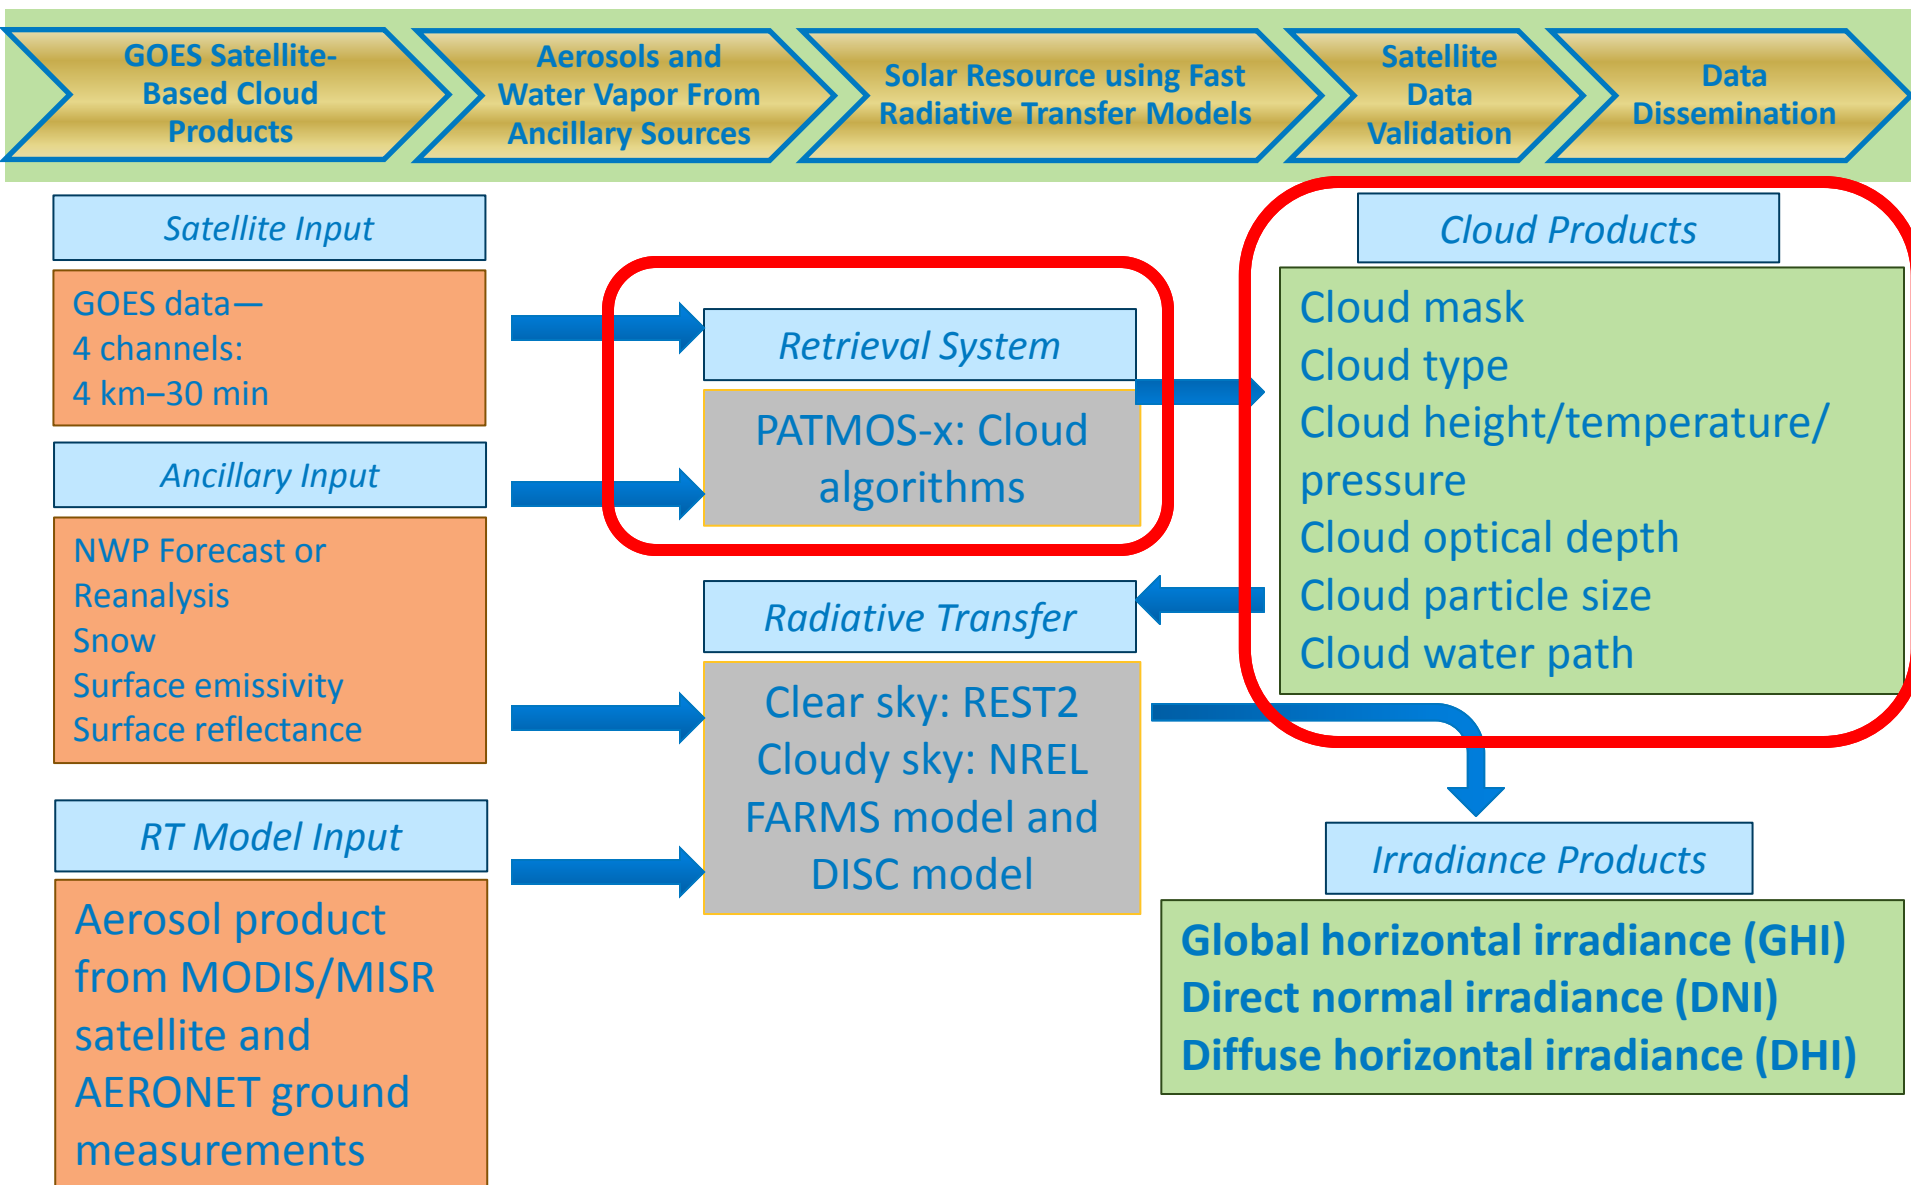 GOES Satellite-
Based Cloud
Products
Aerosols and
Water Vapor From
Ancillary Sources
Solar Resource using Fast
Radiative Transfer Models
Satellite
Data
Validation
Data
Dissemination
Satellite Input
GOES data—
4 channels:
4 km–30 min
Ancillary Input
NWP Forecast or
Reanalysis
Snow
Surface emissivity
Surface reflectance
RT Model Input
Aerosol product
from MODIS/MISR
satellite and
AERONET ground
measurements
Retrieval System
PATMOS-x: Cloud
algorithms
Radiative Transfer
Clear sky: REST2
Cloudy sky: NREL
FARMS model and
DISC model
Cloud Products
Cloud mask
Cloud type
Cloud height/temperature/
pressure
Cloud optical depth
Cloud particle size
Cloud water path
Irradiance Products
Global horizontal irradiance (GHI)
Direct normal irradiance (DNI)
Diffuse horizontal irradiance (DHI)